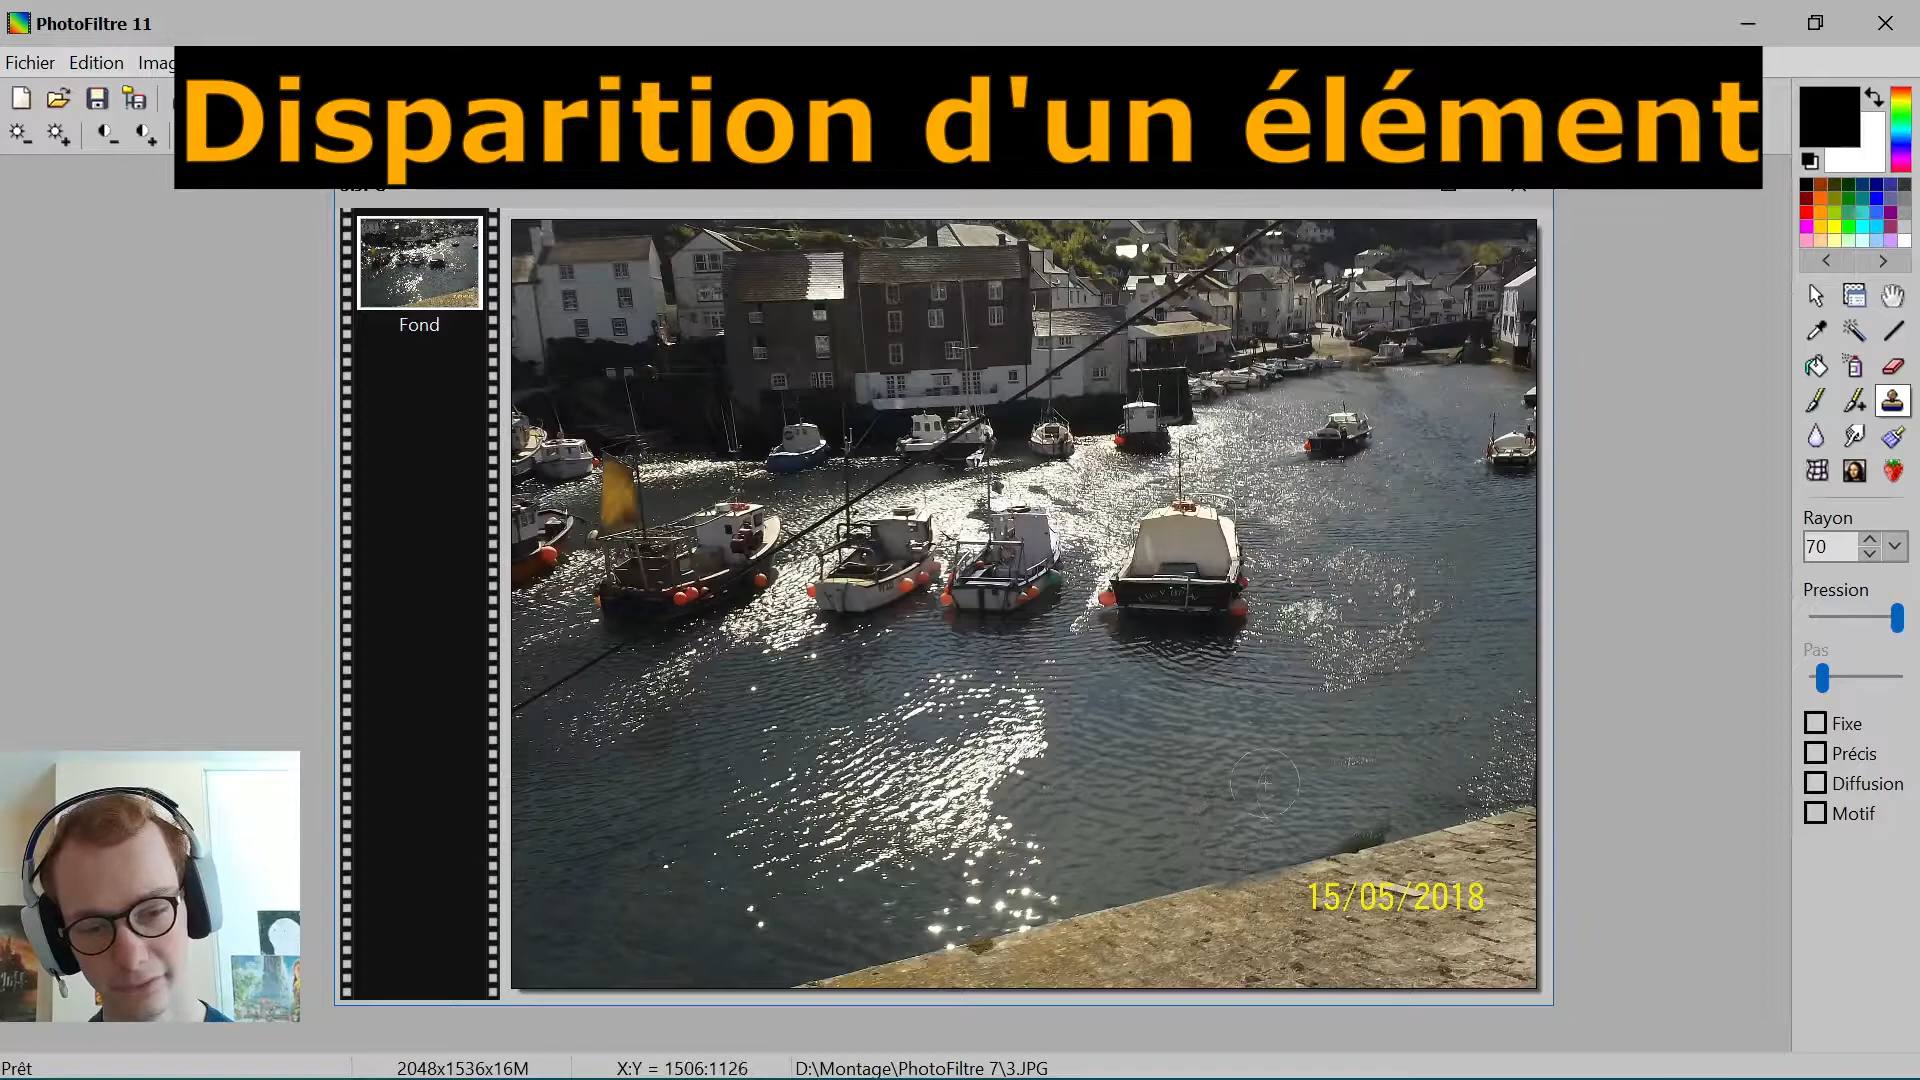 PhotoFiltre 11
Disparition d'un élément
Fichier Edition Imag
Fond
Rayon
70
Pression
Pas
Fixe
Précis
Diffusion
Motif
15/05/2018
Prêt 2048x1536x16M X:Y = 1506:1126 D:\Montage\PhotoFiltre 7\3.JPG